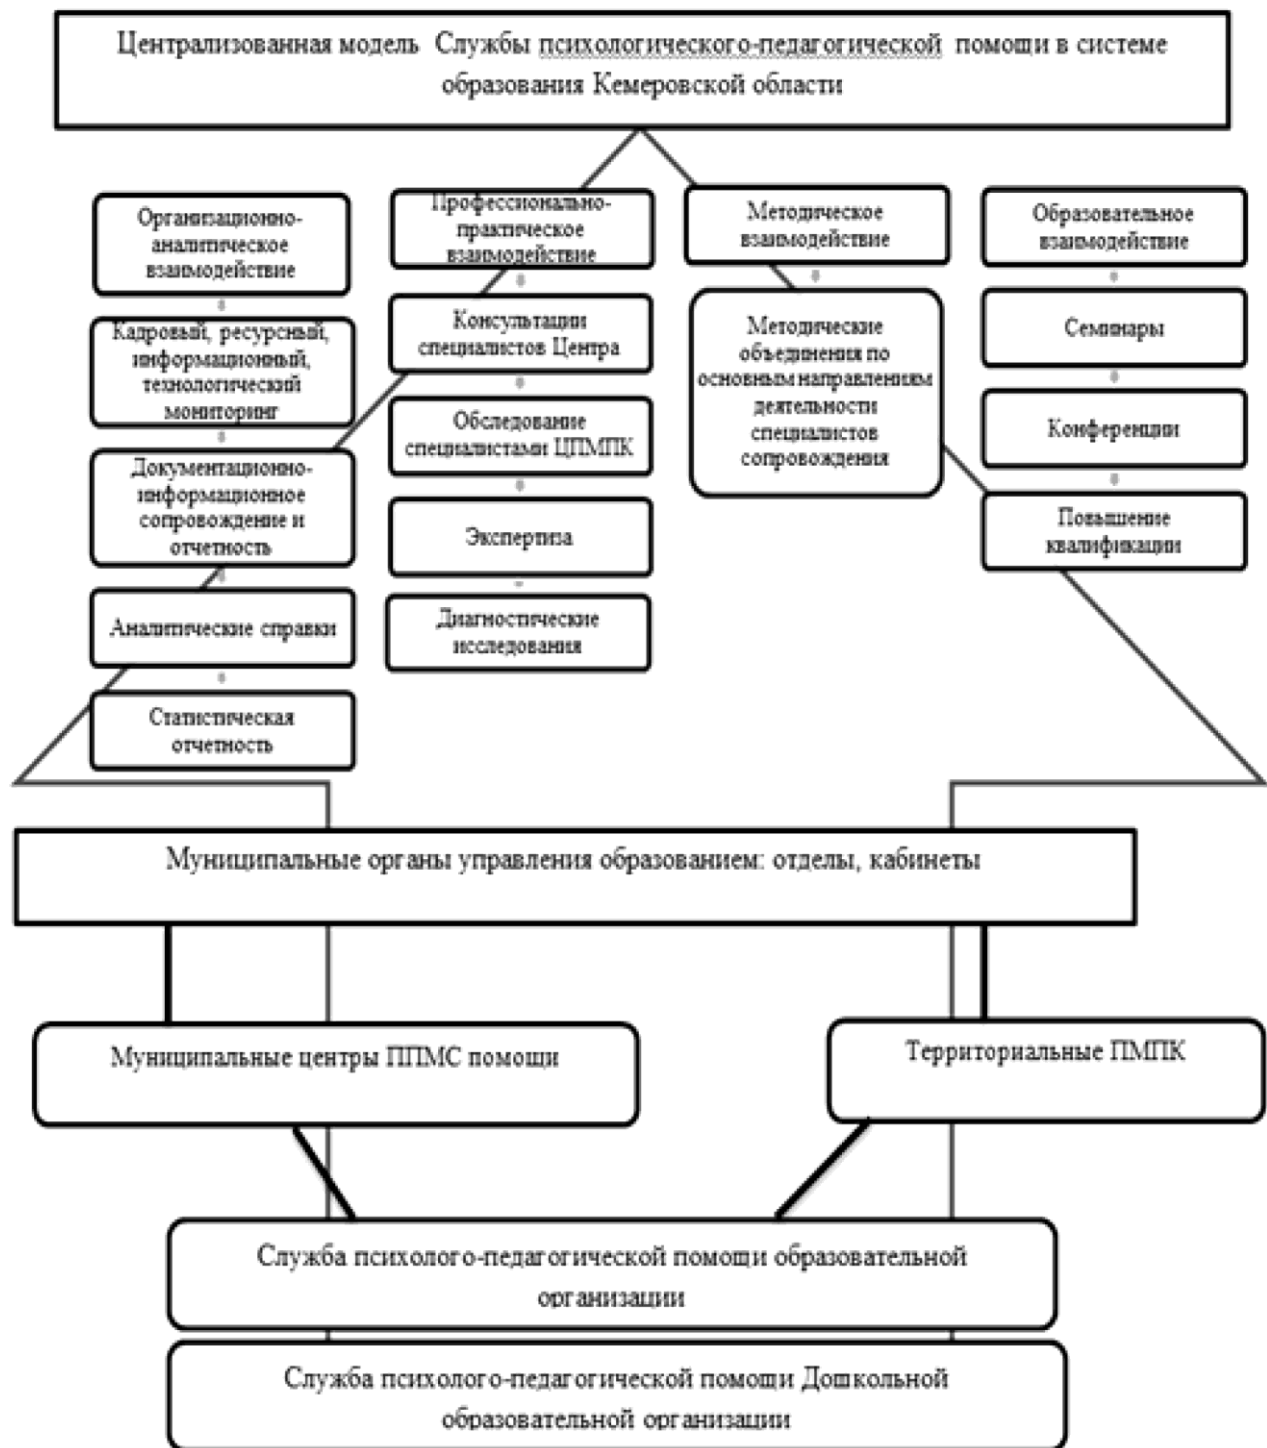 Централизованная модель Службы психологического-педагогической помощи в системе
образования Кемеровской области
Организационно-
аналитическое
взаимодействие
Кадровый, ресурсный,
информационный,
технологический
мониторинг
Документационно-
информационное
сопровождение и
отчетность
Аналитические справки
Статистическая
отчетность
Профессионально-
практическое
взаимодействие
Консультации
специалистов Центра
Обследование
специалистами ЦПМПК
Экспертиза
Диагностические
исследования
Методическое
взаимодействие
Методические
объединения по
основным направлениям
деятельности
специалистов
сопровождения
Образовательное
взаимодействие
Семинары
Конференции
Повышение
квалификации
Муниципальные органы управления образованием: отделы, кабинеты
Муниципальные центры ППМС помощи
Территориальные ПМПК
Служба психолого-педагогической помощи образовательной
организации
Служба психолого-педагогической помощи Дошкольной
образовательной организации